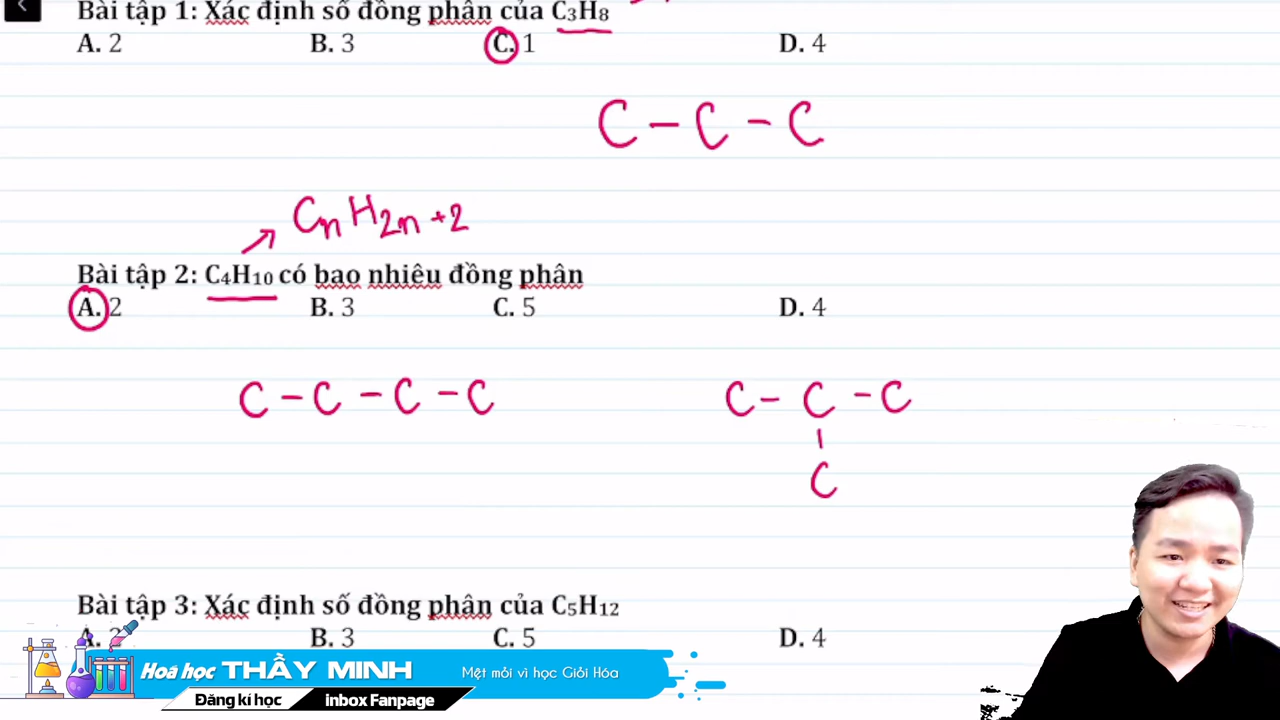 Bài tập 1: Xác định số đồng phân của C₃H₈
A. 2 B. 3 C. 1 D. 4
C - C - C
CnH2n+2
Bài tập 2: C₄H₁₀ có bao nhiêu đồng phân
A. 2 B. 3 C. 5 D. 4
C - C - C - C
C - C - C
C
Bài tập 3: Xác định số đồng phân của C₅H₁₂
A. B. 3 C. 5 D. 4
Hoá học THẦY MINH Mệt mỏi vì học Giỏi Hóa
Đăng kí học inbox Fanpage